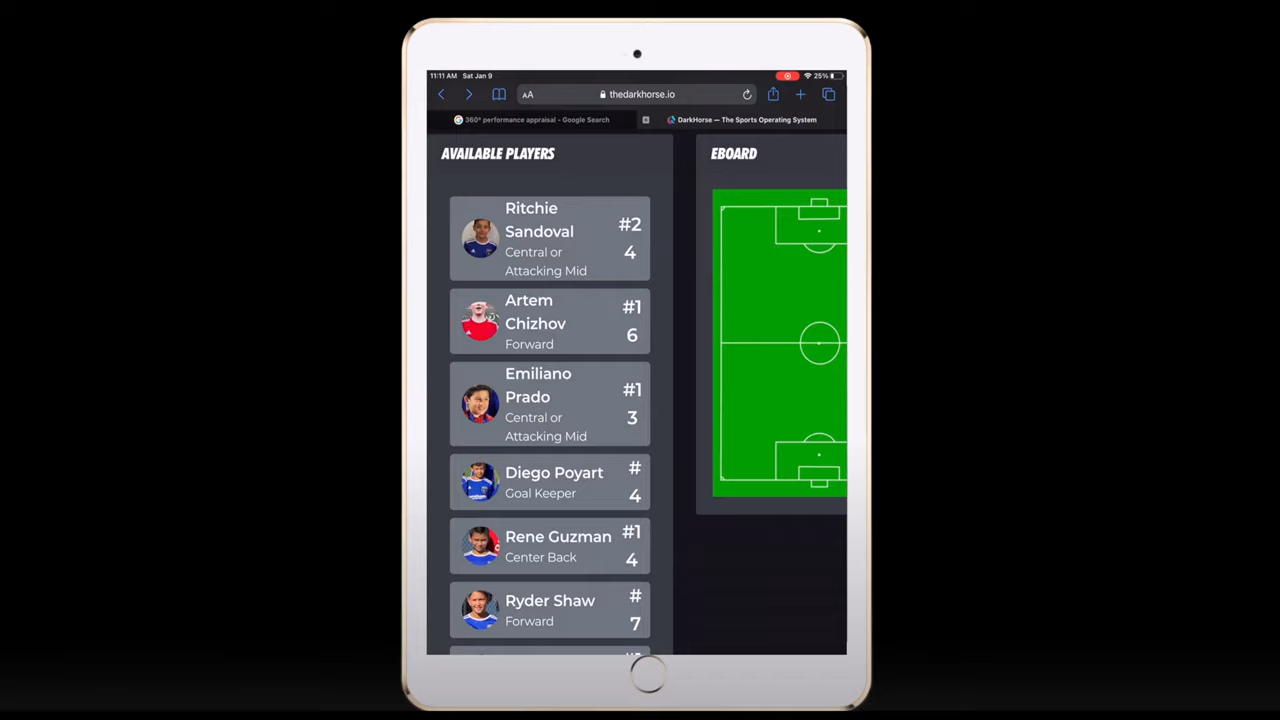 11:11 AM Sat Jan 9
25%
AA
thedarkhorse.io
360° performance appraisal - Google Search
DarkHorse — The Sports Operating System
AVAILABLE PLAYERS
EBOARD
Ritchie
Sandoval
Central or
Attacking Mid
#2
4
Artem
Chizhov
Forward
#1
6
Emiliano
Prado
Central or
Attacking Mid
#1
3
Diego Poyart
Goal Keeper
#
4
Rene Guzman
Center Back
#1
4
Ryder Shaw
Forward
#
7